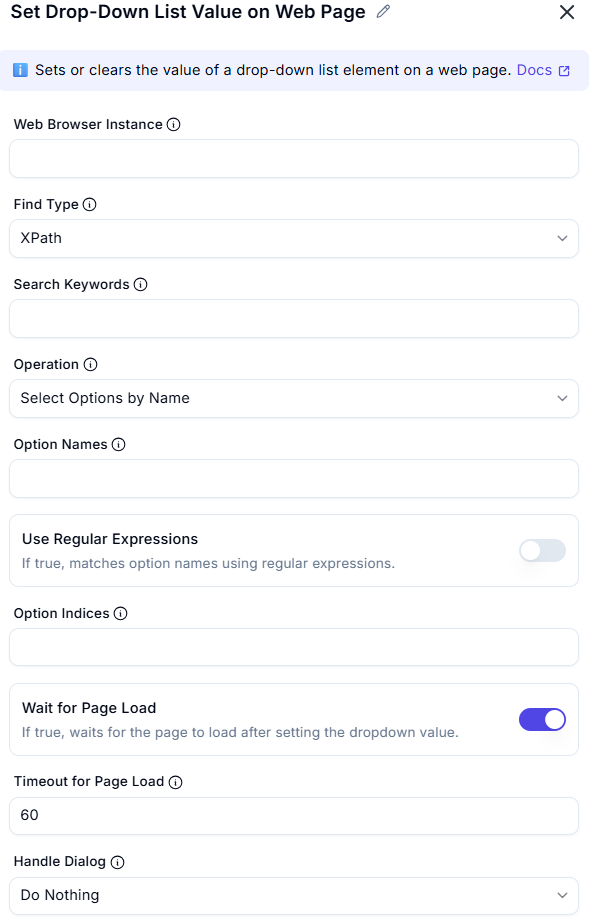 Set Drop-Down List Value on Web Page
Sets or clears the value of a drop-down list element on a web page. Docs
Web Browser Instance
Find Type
XPath
Search Keywords
Operation
Select Options by Name
Option Names
Use Regular Expressions
If true, matches option names using regular expressions.
Option Indices
Wait for Page Load
If true, waits for the page to load after setting the dropdown value.
Timeout for Page Load
60
Handle Dialog
Do Nothing